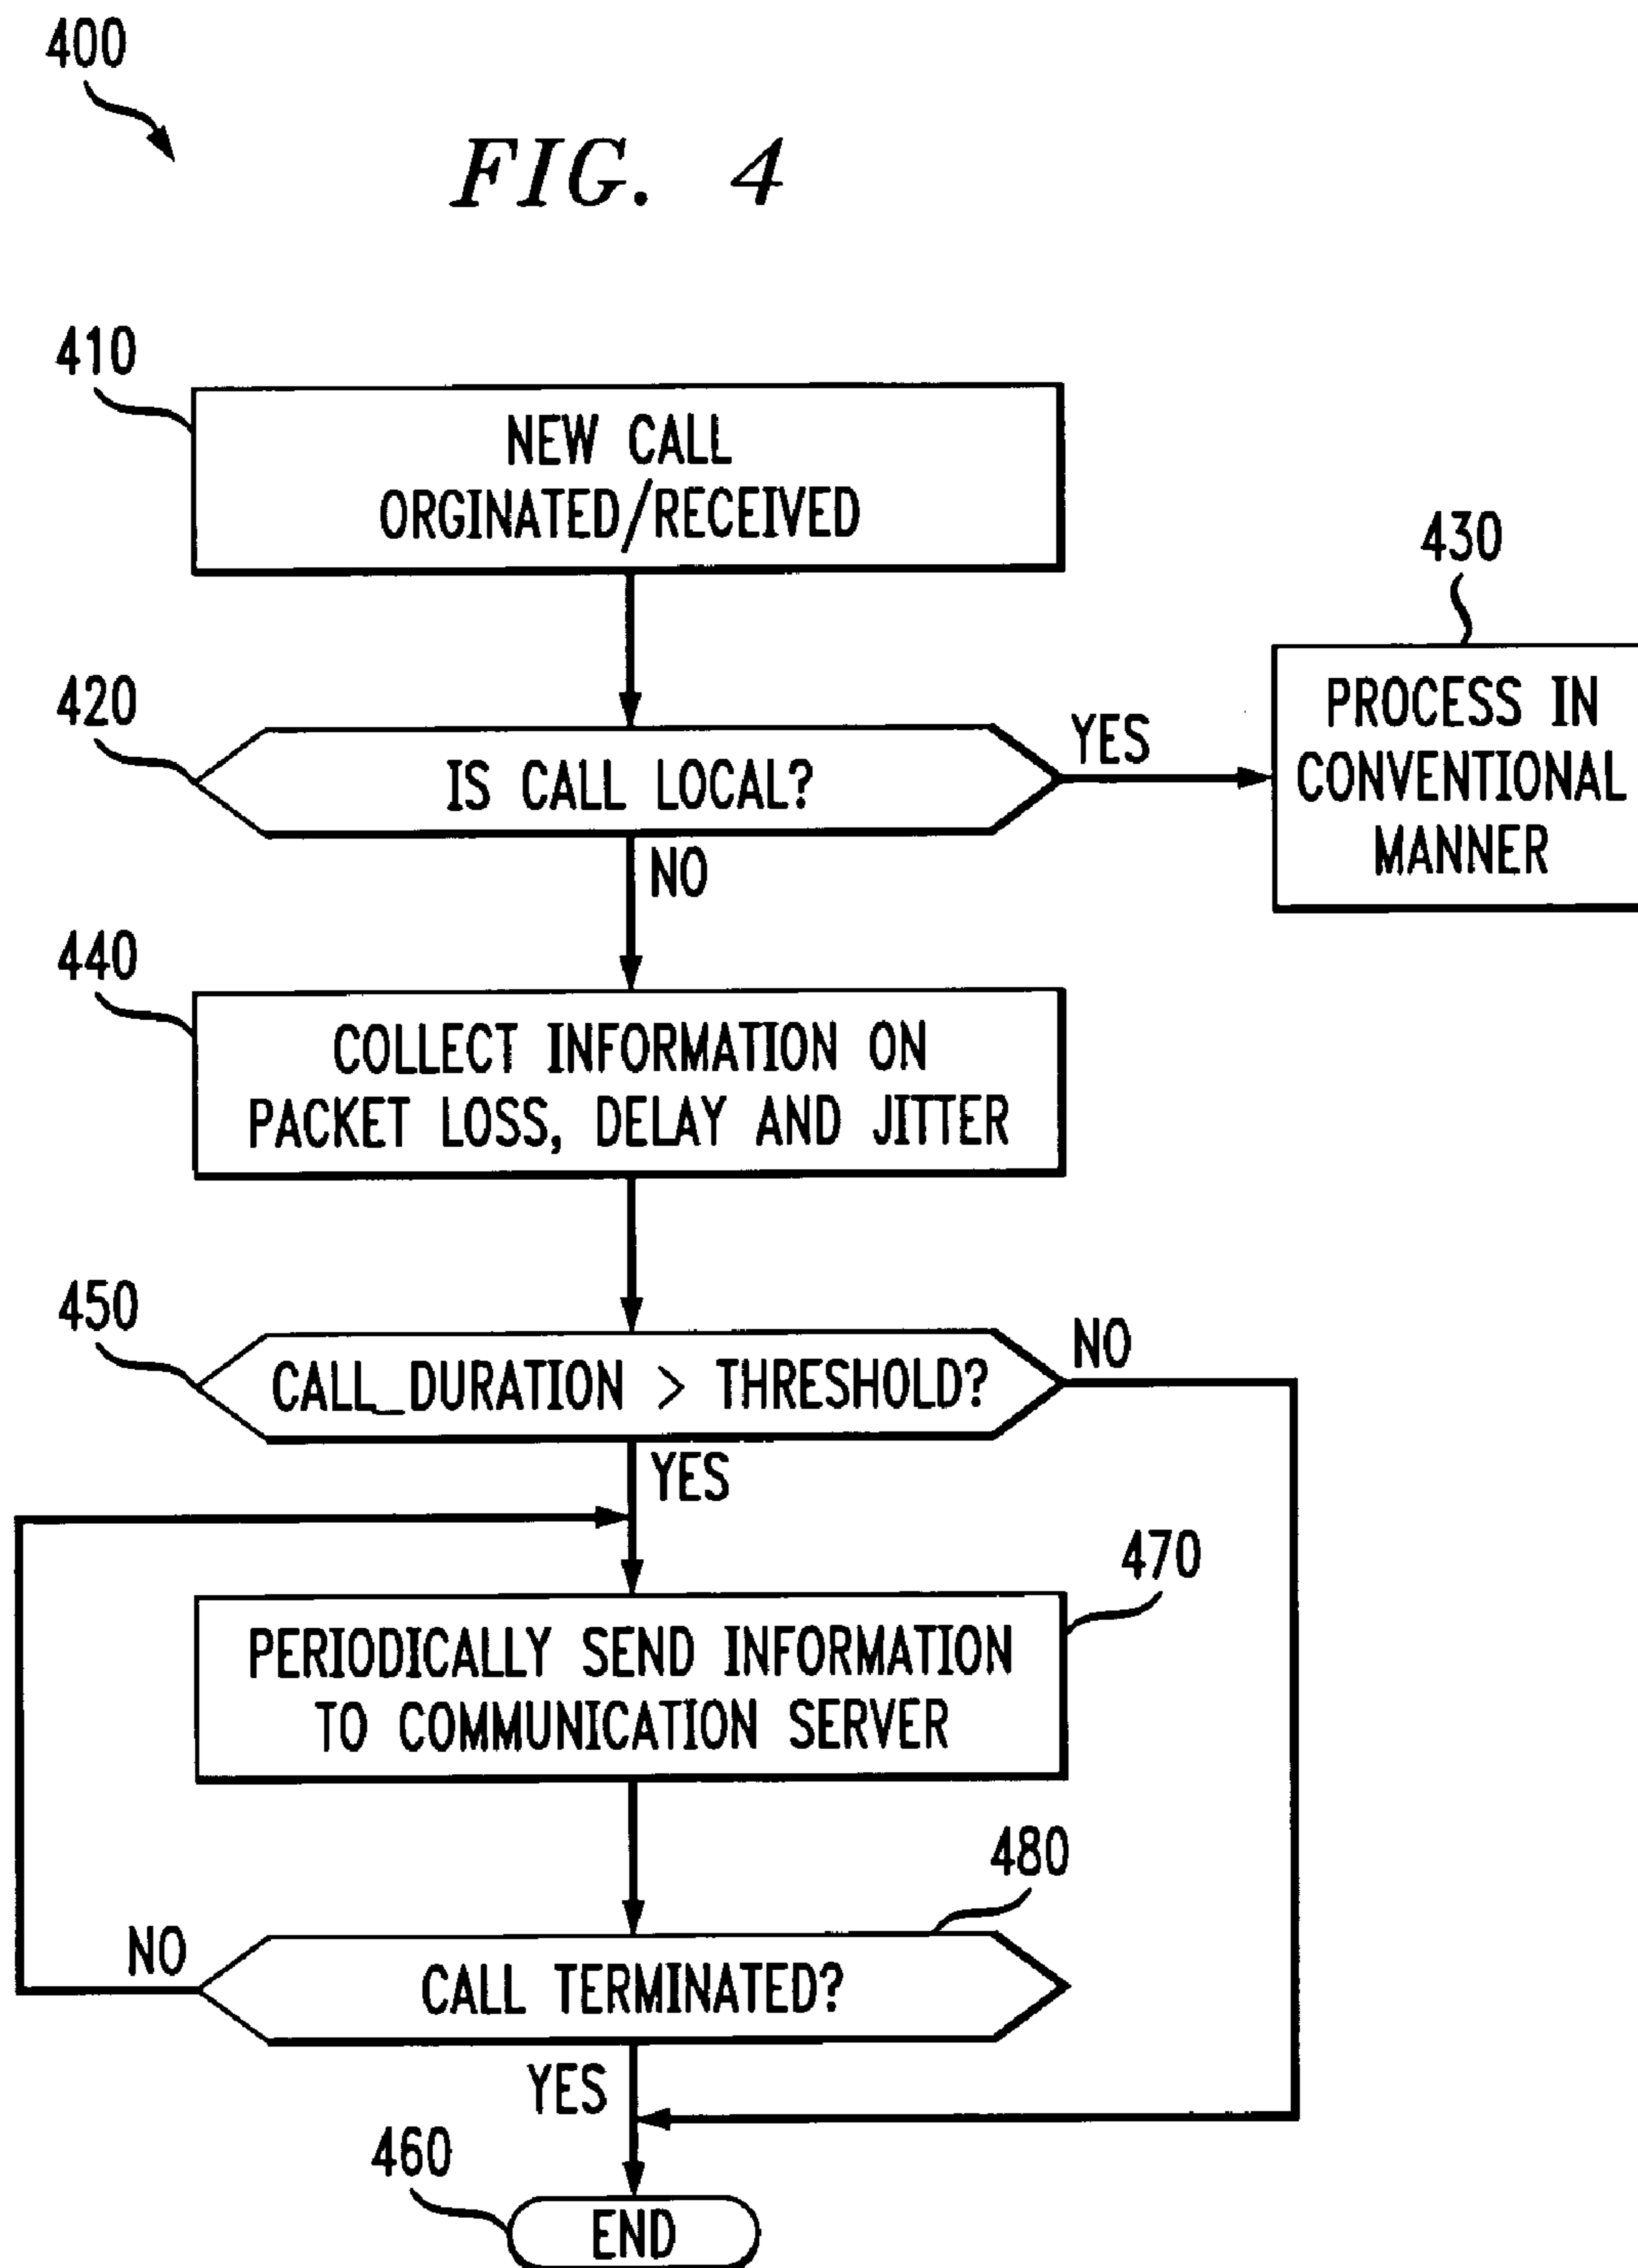 400
FIG. 4
410
NEW CALL
ORGINATED/RECEIVED
430
PROCESS IN
CONVENTIONAL
MANNER
420
IS CALL LOCAL?
YES
NO
440
COLLECT INFORMATION ON
PACKET LOSS, DELAY AND JITTER
450
CALL_DURATION > THRESHOLD?
NO
YES
470
PERIODICALLY SEND INFORMATION
TO COMMUNICATION SERVER
480
NO
CALL TERMINATED?
YES
460
END